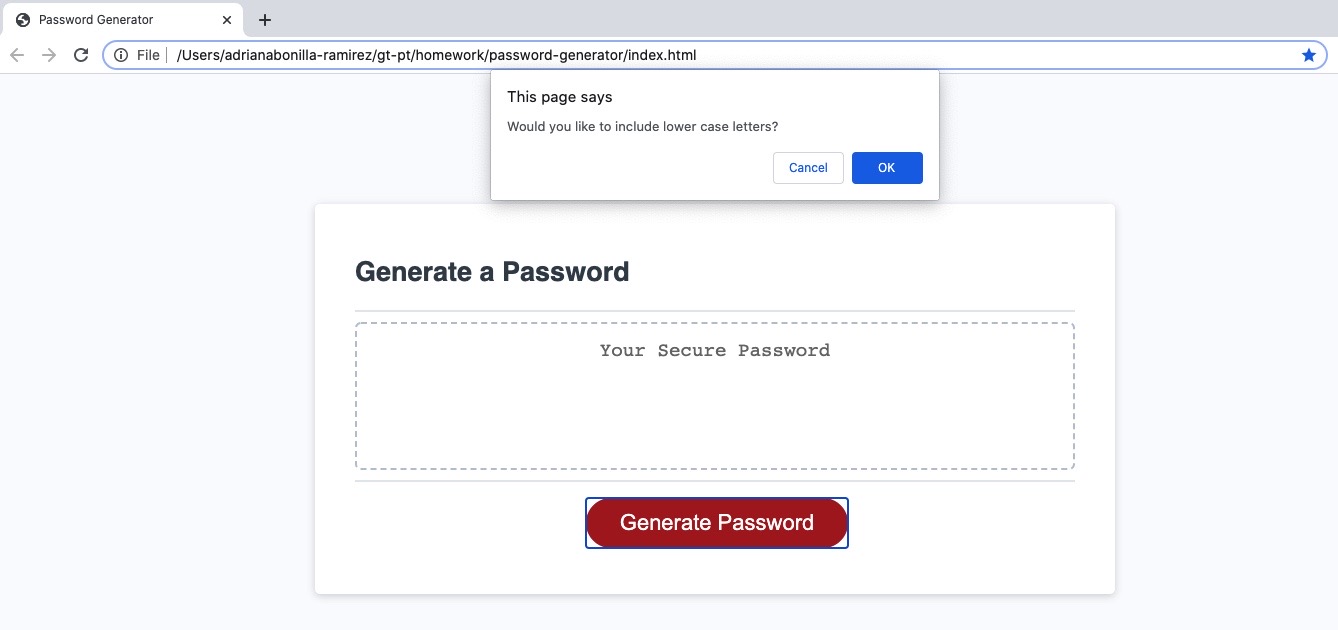 Password Generator
File /Users/adrianabonilla-ramirez/gt-pt/homework/password-generator/index.html
This page says
Would you like to include lower case letters?
Cancel OK
Generate a Password
Your Secure Password
Generate Password